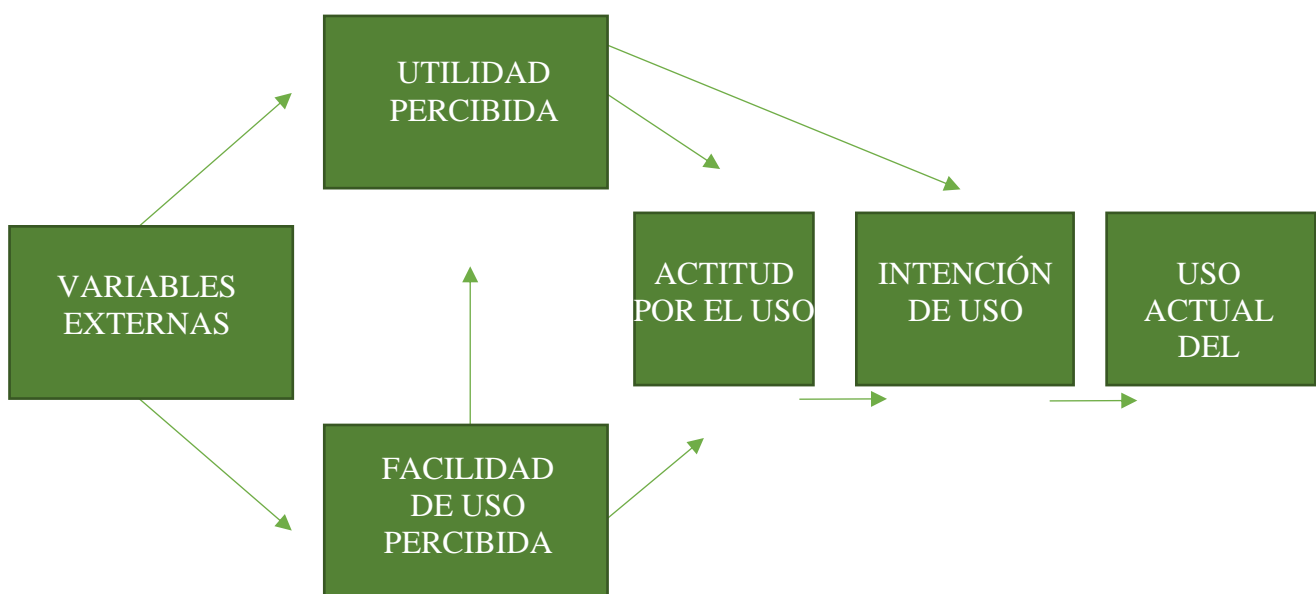 UTILIDAD
PERCIBIDA
VARIABLES
EXTERNAS
ACTITUD
POR EL USO
INTENCIÓN
DE USO
USO
ACTUAL
DEL
FACILIDAD
DE USO
PERCIBIDA